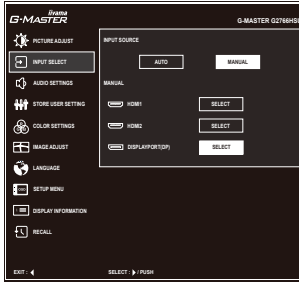 iiyama
G-MASTER
G-MASTER G2766HS
PICTURE ADJUST
INPUT SELECT
AUDIO SETTINGS
STORE USER SETTING
COLOR SETTINGS
IMAGE ADJUST
LANGUAGE
SETUP MENU
DISPLAY INFORMATION
RECALL
INPUT SOURCE
AUTO
MANUAL
MANUAL
HDMI1
SELECT
HDMI2
SELECT
DISPLAYPORT(DP)
SELECT
EXIT :
SELECT : / PUSH